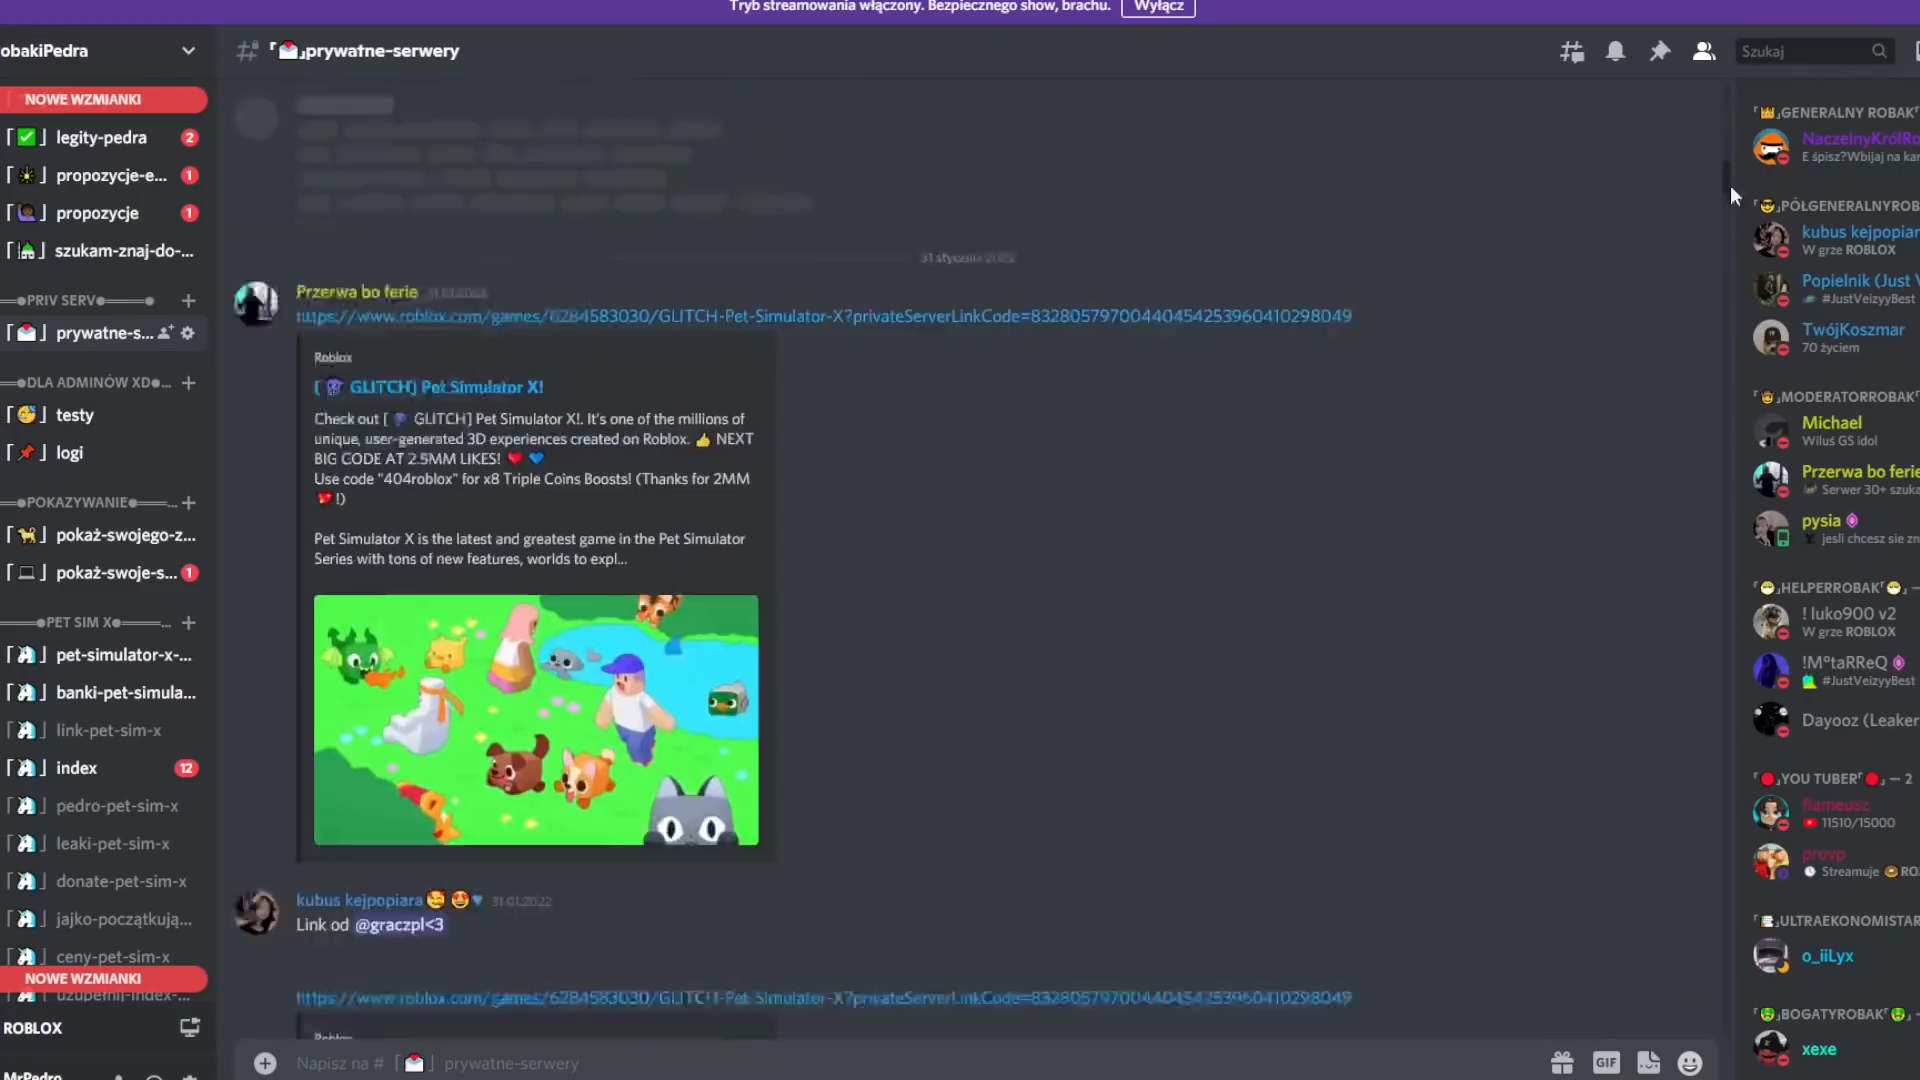 Tryb streamowania włączony. Bezpiecznego show, brachu. Wyłącz
obakiPedra
NOWE WZMIANKI
legity-pedra 2
propozycje-e... 1
propozycje 1
szukam-znaj-do-...
PRIV SERV
prywatne-s...
DLA ADMINÓW XD
testy
logi
POKAZYWANIE
pokaż-swojego-z...
pokaż-swoje-s... 1
PET SIM X
pet-simulator-x-...
banki-pet-simula...
link-pet-sim-x
index 12
pedro-pet-sim-x
leaki-pet-sim-x
donate-pet-sim-x
jajko-początkują...
ceny-pet-sim-x
NOWE WZMIANKI
uzupełnij-index-...
ROBLOX
MrPedro
prywatne-serwery
Szukaj
31 stycznia 2022
Przerwa bo ferie 31.01.2022
https://www.roblox.com/games/6284583030/GLITCH-Pet-Simulator-X?privateServerLinkCode=83280579700440454253960410298049
Roblox
[ GLITCH] Pet Simulator X!
Check out [ GLITCH] Pet Simulator X!. It's one of the millions of
unique, user-generated 3D experiences created on Roblox. 👍 NEXT
BIG CODE AT 2.5MM LIKES! ❤️ 💙
Use code "404roblox" for x8 Triple Coins Boosts! (Thanks for 2MM
💖!)
Pet Simulator X is the latest and greatest game in the Pet Simulator
Series with tons of new features, worlds to expl...
kubus kejpopiara 31.01.2022
Link od @graczpl<3
https://www.roblox.com/games/6284583030/GLITCH-Pet-Simulator-X?privateServerLinkCode=83280579700440454253960410298049
Roblox
Napisz na # prywatne-serwery
GIF
GENERALNY ROBAK
NaczelnyKrólRo
E śpisz?Wbijaj na kan
PÓŁGENERALNYROB
kubus kejpopiar
W grze ROBLOX
Popielnik (Just V
#JustVeizyyBest
TwójKoszmar
70 życiem
MODERATORROBAK
Michael
Wiluś GS idol
Przerwa bo ferie
Serwer 30+ szuka
pysia
jesli chcesz sie zn
HELPERROBAK
! luko900 v2
W grze ROBLOX
!M°taRReQ
#JustVeizyyBest
Dayooz (Leaker
YOU TUBER — 2
flameusz
11510/15000
provp
Streamuje RO
ULTRAEKONOMISTAR
o_iiLyx
BOGATYROBAK
xexe